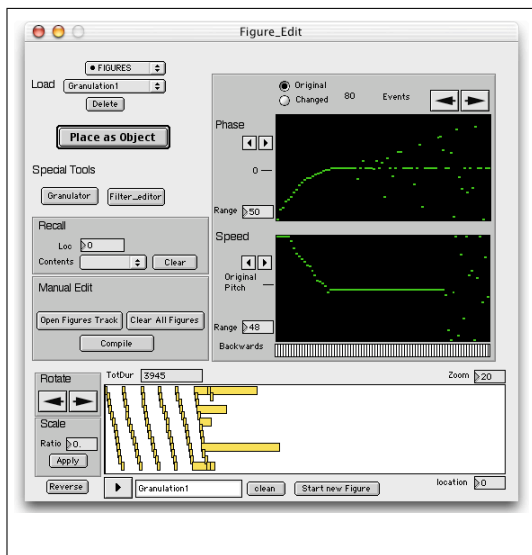 Figure_Edit
● FIGURES
Load Granulation1
Delete
Place as Object
Special Tools
Granulator Filter_editor
Recall
Loc 0
Contents Clear
Manual Edit
Open Figures Track Clear All Figures
Compile
Original
Changed 80 Events
Phase
0
Range 50
Speed
Original
Pitch
Range 48
Backwards
Rotate
TotDur 3945 Zoom 20
Scale
Ratio 0.
Apply
Reverse
Granulation1 clean Start new Figure location 0